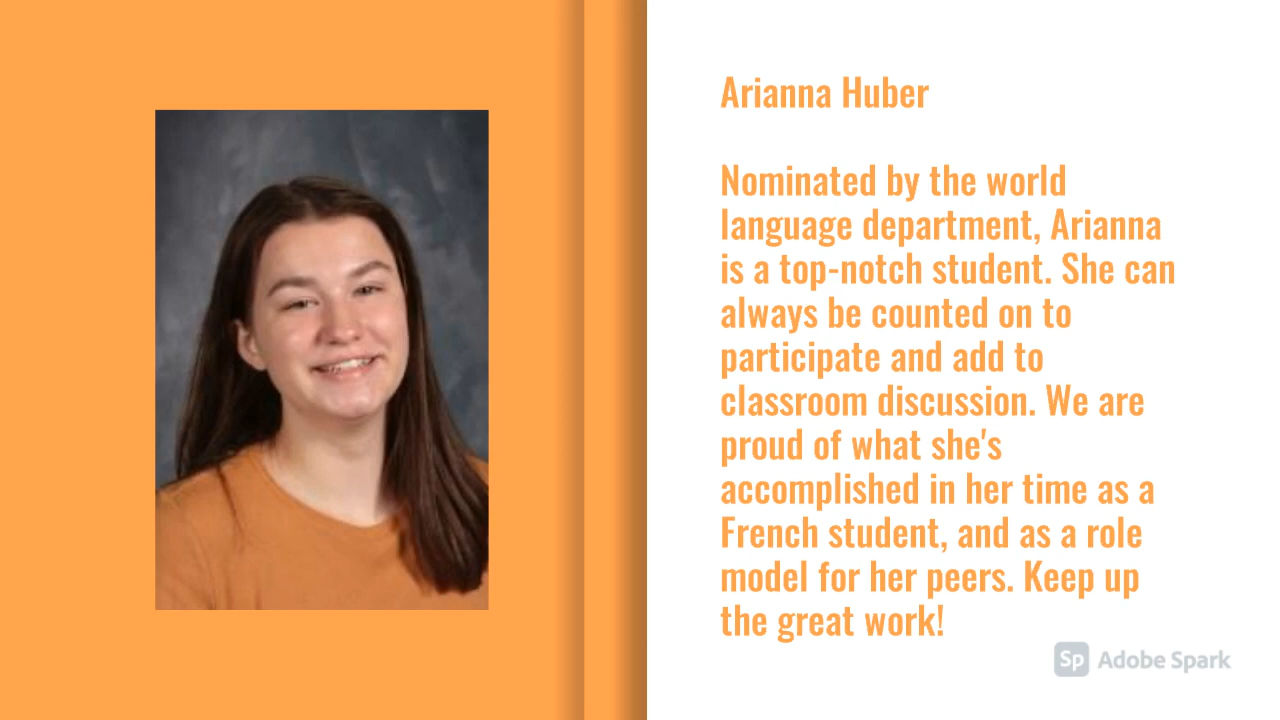 Arianna Huber
Nominated by the world
language department, Arianna
is a top-notch student. She can
always be counted on to
participate and add to
classroom discussion. We are
proud of what she's
accomplished in her time as a
French student, and as a role
model for her peers. Keep up
the great work!
Sp Adobe Spark